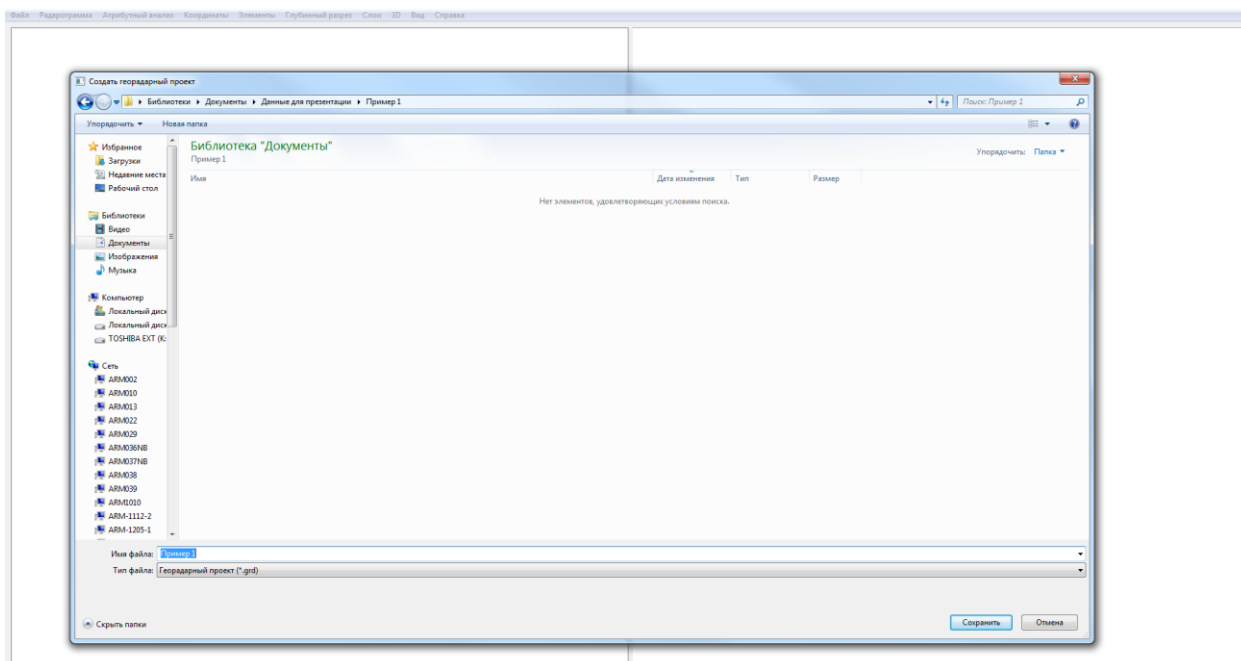 Файл Радарограмма Атрибутный анализ Координаты Элементы Глубинный разрез Слои 3D Вид Справка
Создать георадарный проект
Библиотеки Документы Данные для презентации Пример 1
Поиск: Пример 1
Упорядочить Новая папка
Избранное
Загрузки
Недавние места
Рабочий стол
Библиотеки
Видео
Документы
Изображения
Музыка
Компьютер
Локальный диск
Локальный диск
TOSHIBA EXT (K:
Сеть
ARM002
ARM010
ARM013
ARM022
ARM029
ARM036NB
ARM037NB
ARM038
ARM039
ARM1010
ARM-1112-2
ARM-1205-1
Библиотека "Документы"
Пример 1
Упорядочить: Папка
Имя Дата изменения Тип Размер
Нет элементов, удовлетворяющих условиям поиска.
Имя файла: Пример 1
Тип файла: Георадарный проект (*.grd)
Скрыть папки
Сохранить Отмена